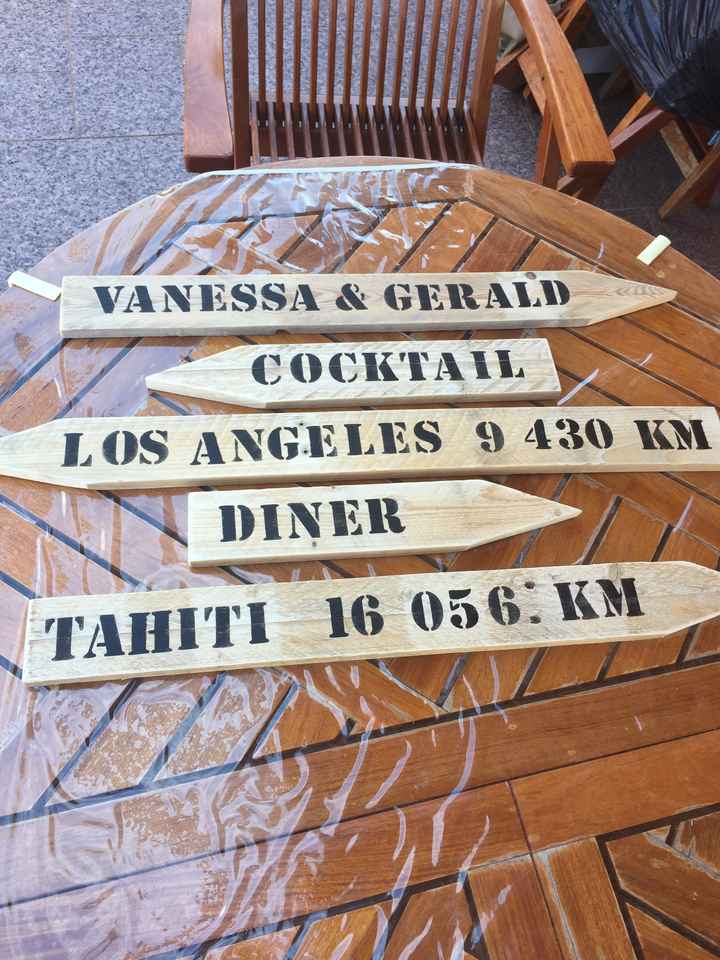 VANESSA & GERALD
COCKTAIL
LOS ANGELES 9 430 KM
DINER
TAHITI 16 056 KM